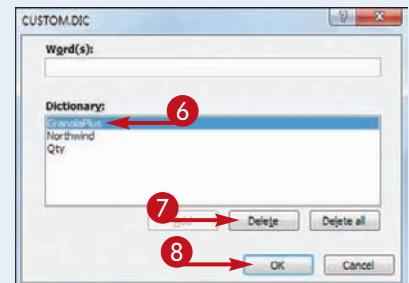 CUSTOM.DIC
Word(s):
Dictionary:
GranolaPlus 6
Northwind
Qty
7 Add Delete Delete all
8 OK Cancel